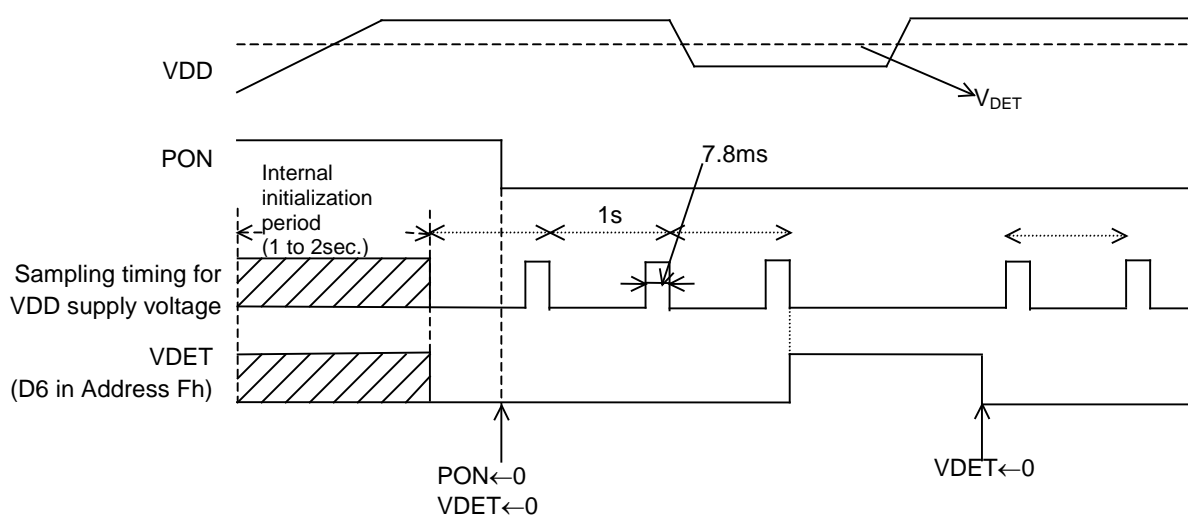 VDD
V_DET
PON
7.8ms
Internal
initialization
period
(1 to 2sec.)
1s
Sampling timing for
VDD supply voltage
VDET
(D6 in Address Fh)
PON←0
VDET←0
VDET←0